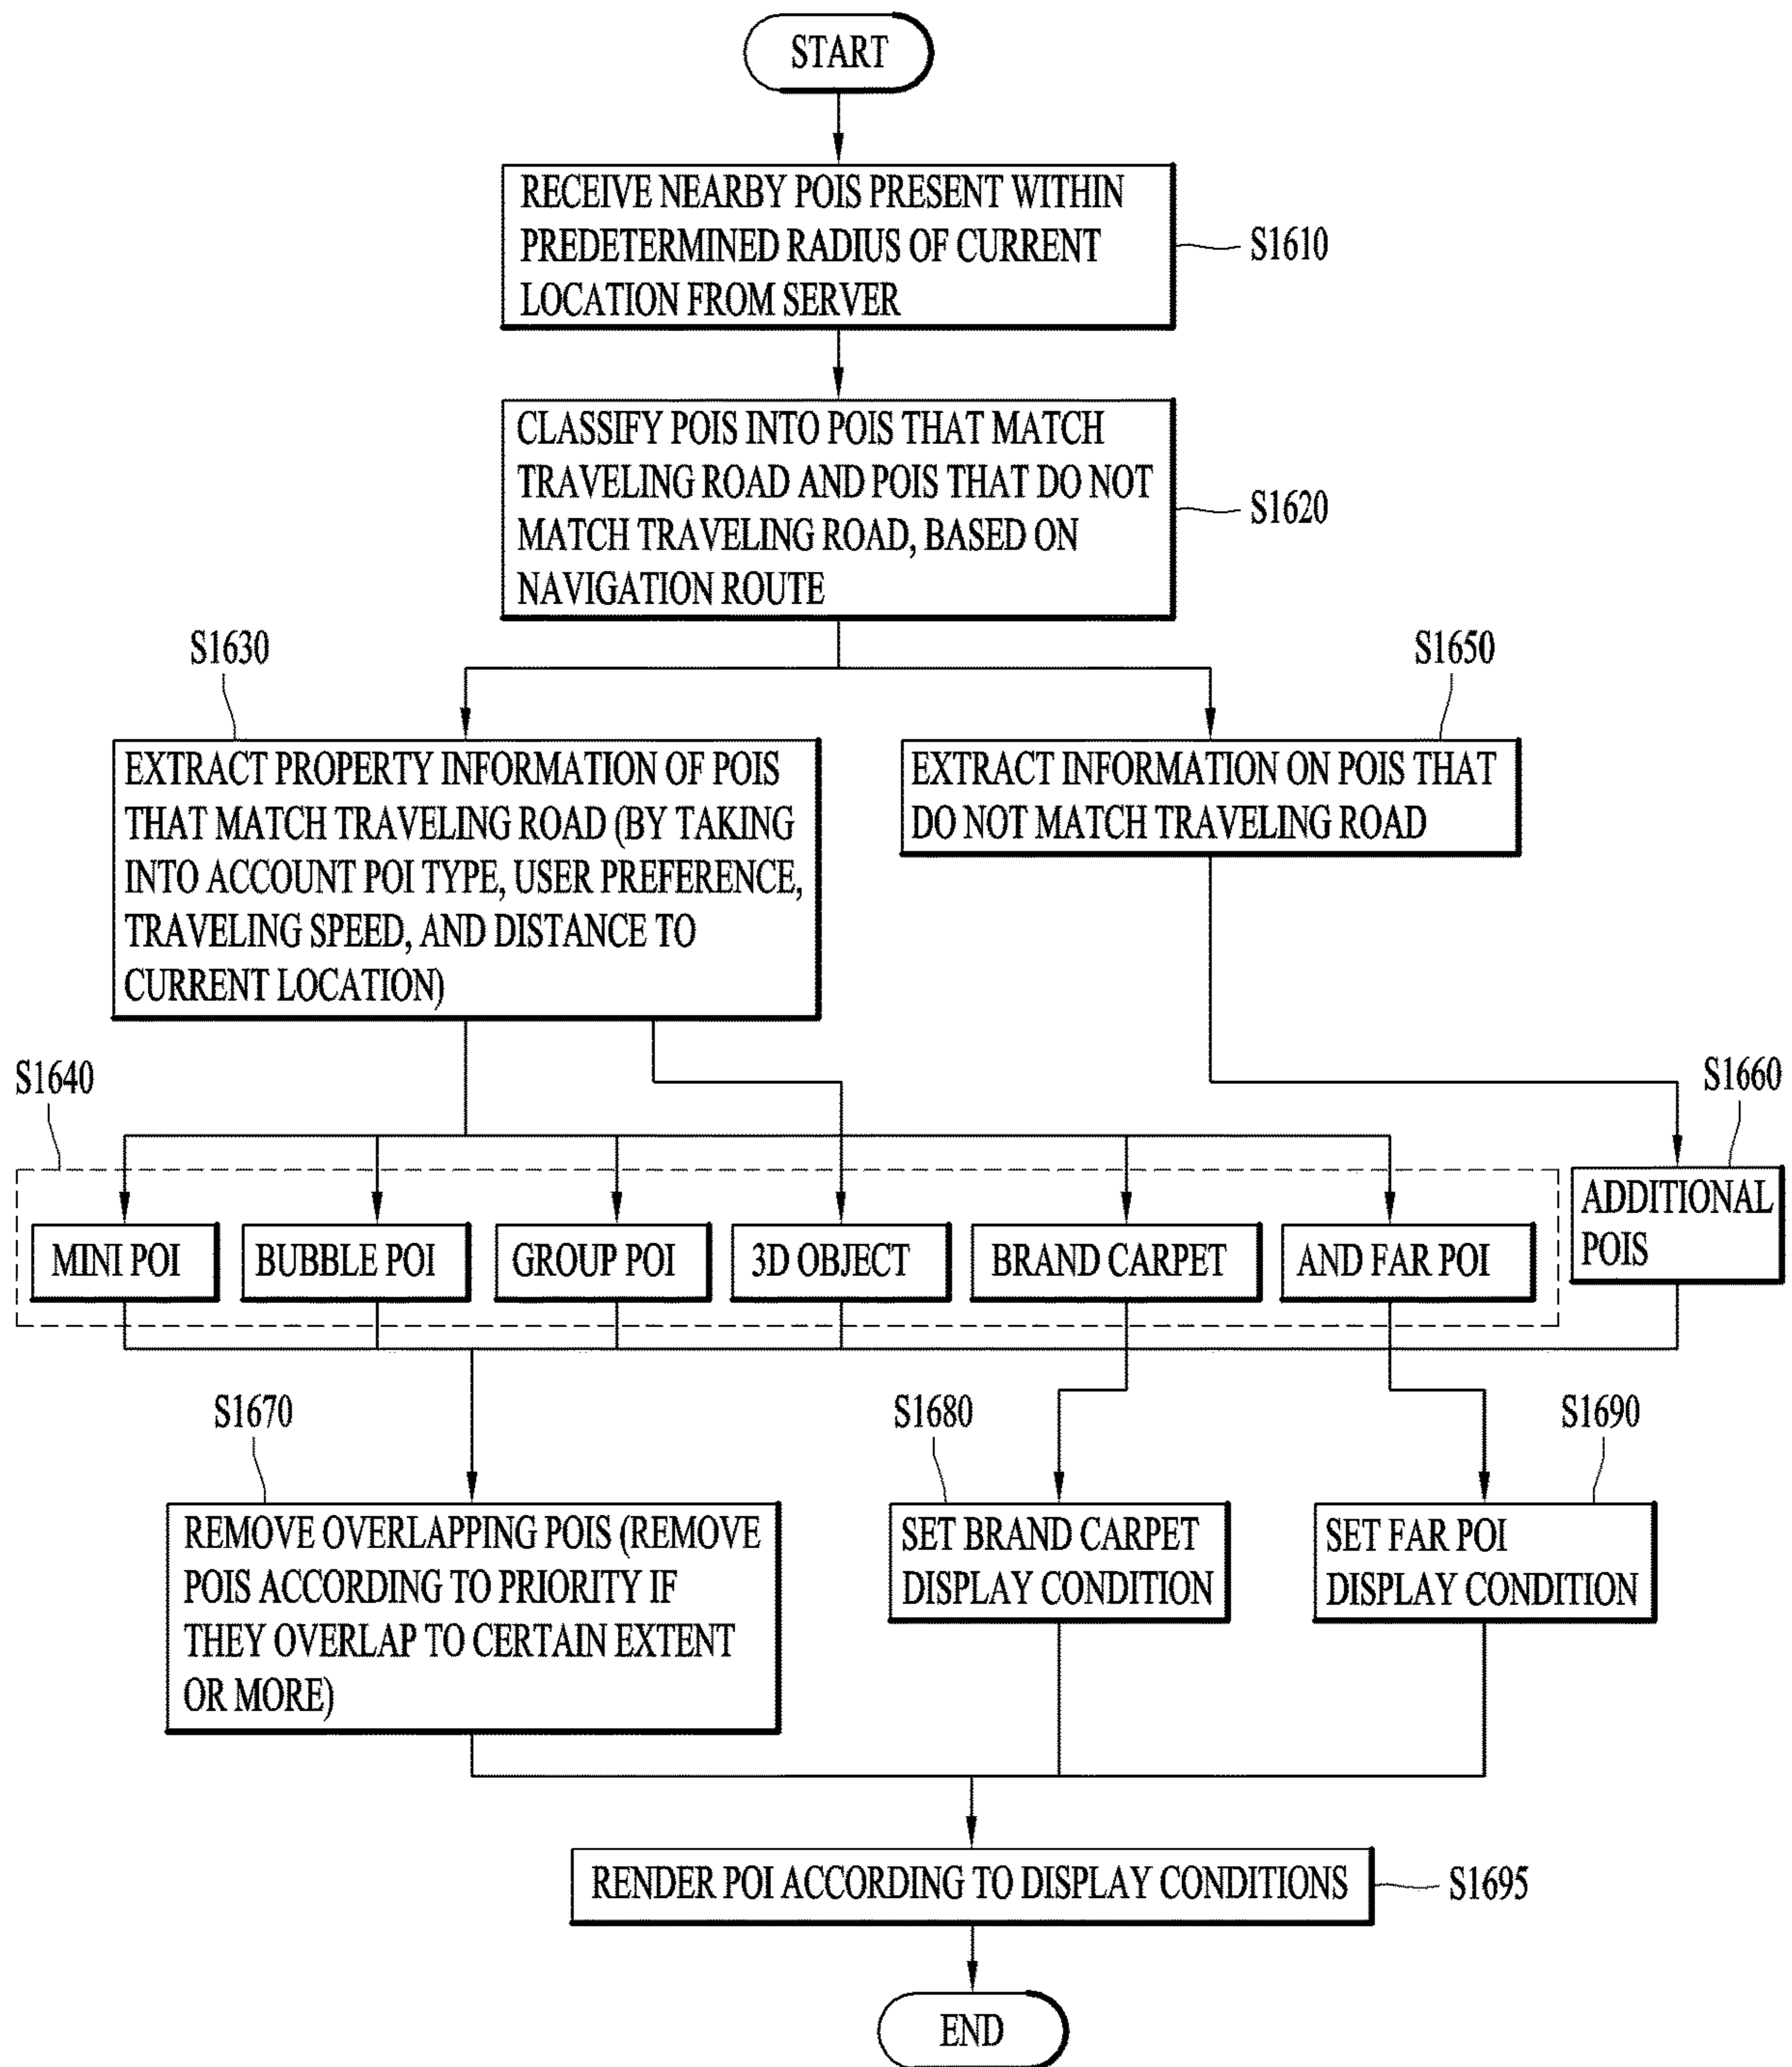 START
RECEIVE NEARBY POIS PRESENT WITHIN
PREDETERMINED RADIUS OF CURRENT
LOCATION FROM SERVER
S1610
CLASSIFY POIS INTO POIS THAT MATCH
TRAVELING ROAD AND POIS THAT DO NOT
MATCH TRAVELING ROAD, BASED ON
NAVIGATION ROUTE
S1620
S1630
S1650
EXTRACT PROPERTY INFORMATION OF POIS
THAT MATCH TRAVELING ROAD (BY TAKING
INTO ACCOUNT POI TYPE, USER PREFERENCE,
TRAVELING SPEED, AND DISTANCE TO
CURRENT LOCATION)
EXTRACT INFORMATION ON POIS THAT
DO NOT MATCH TRAVELING ROAD
S1640
S1660
MINI POI
BUBBLE POI
GROUP POI
3D OBJECT
BRAND CARPET
AND FAR POI
ADDITIONAL
POIS
S1670
S1680
S1690
REMOVE OVERLAPPING POIS (REMOVE
POIS ACCORDING TO PRIORITY IF
THEY OVERLAP TO CERTAIN EXTENT
OR MORE)
SET BRAND CARPET
DISPLAY CONDITION
SET FAR POI
DISPLAY CONDITION
RENDER POI ACCORDING TO DISPLAY CONDITIONS
S1695
END